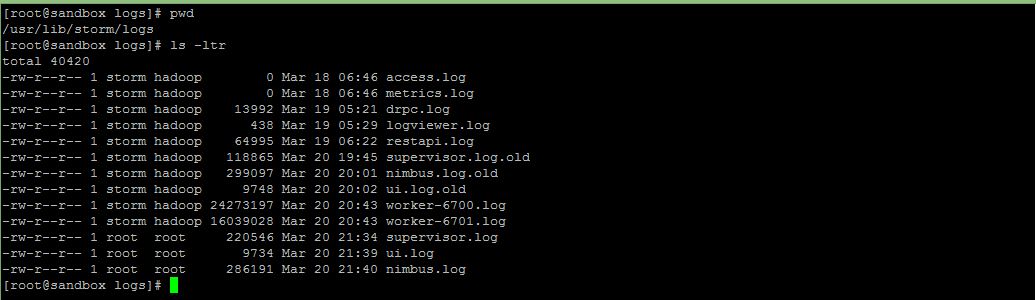 [root@sandbox logs]# pwd
/usr/lib/storm/logs
[root@sandbox logs]# ls -ltr
total 40420
-rw-r--r-- 1 storm hadoop        0 Mar 18 06:46 access.log
-rw-r--r-- 1 storm hadoop        0 Mar 18 06:46 metrics.log
-rw-r--r-- 1 storm hadoop    13992 Mar 19 05:21 drpc.log
-rw-r--r-- 1 storm hadoop      438 Mar 19 05:29 logviewer.log
-rw-r--r-- 1 storm hadoop    64995 Mar 19 06:22 restapi.log
-rw-r--r-- 1 storm hadoop   118865 Mar 20 19:45 supervisor.log.old
-rw-r--r-- 1 storm hadoop   299097 Mar 20 20:01 nimbus.log.old
-rw-r--r-- 1 storm hadoop     9748 Mar 20 20:02 ui.log.old
-rw-r--r-- 1 storm hadoop 24273197 Mar 20 20:43 worker-6700.log
-rw-r--r-- 1 storm hadoop 16039028 Mar 20 20:43 worker-6701.log
-rw-r--r-- 1 root  root     220546 Mar 20 21:34 supervisor.log
-rw-r--r-- 1 root  root       9734 Mar 20 21:39 ui.log
-rw-r--r-- 1 root  root     286191 Mar 20 21:40 nimbus.log
[root@sandbox logs]#